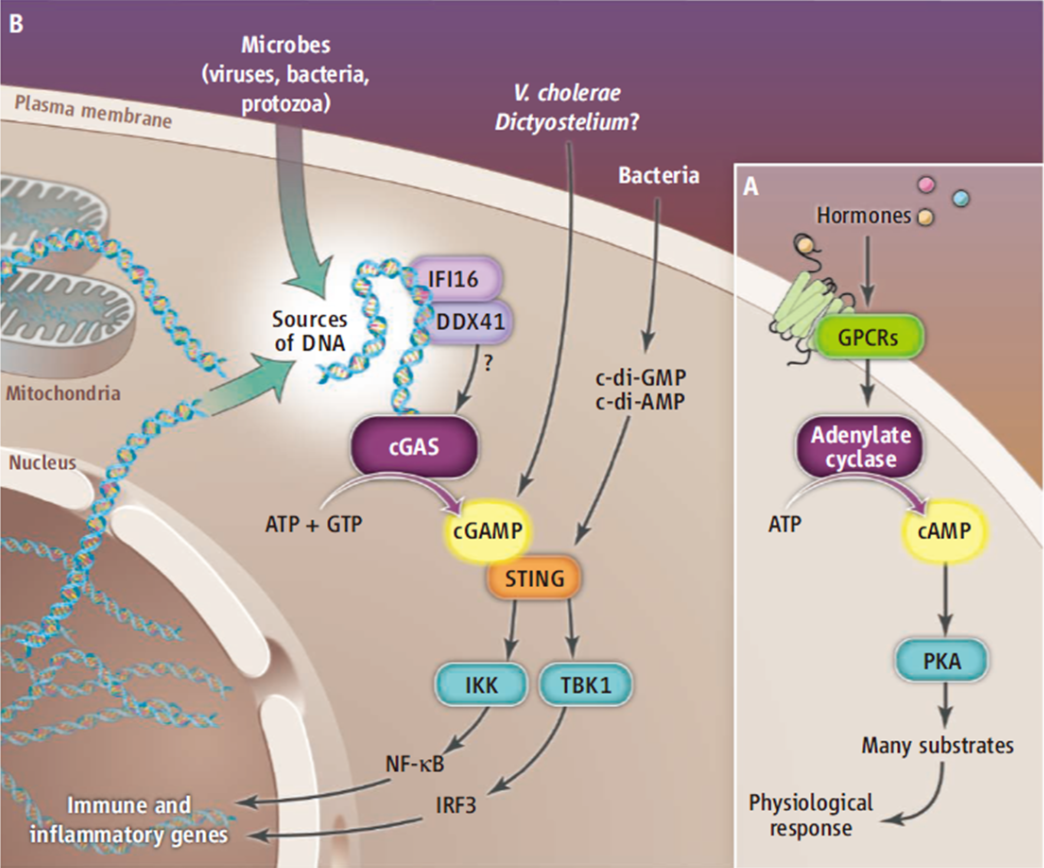 B
Microbes
(viruses, bacteria,
protozoa)
Plasma membrane
V. cholerae
Dictyostelium?
Bacteria
Mitochondria
Sources
of DNA
IFI16
DDX41
?
c-di-GMP
c-di-AMP
Nucleus
cGAS
ATP + GTP
cGAMP
STING
IKK
TBK1
NF-κB
IRF3
Immune and
inflammatory genes
A
Hormones
GPCRs
Adenylate
cyclase
ATP
cAMP
PKA
Many substrates
Physiological
response